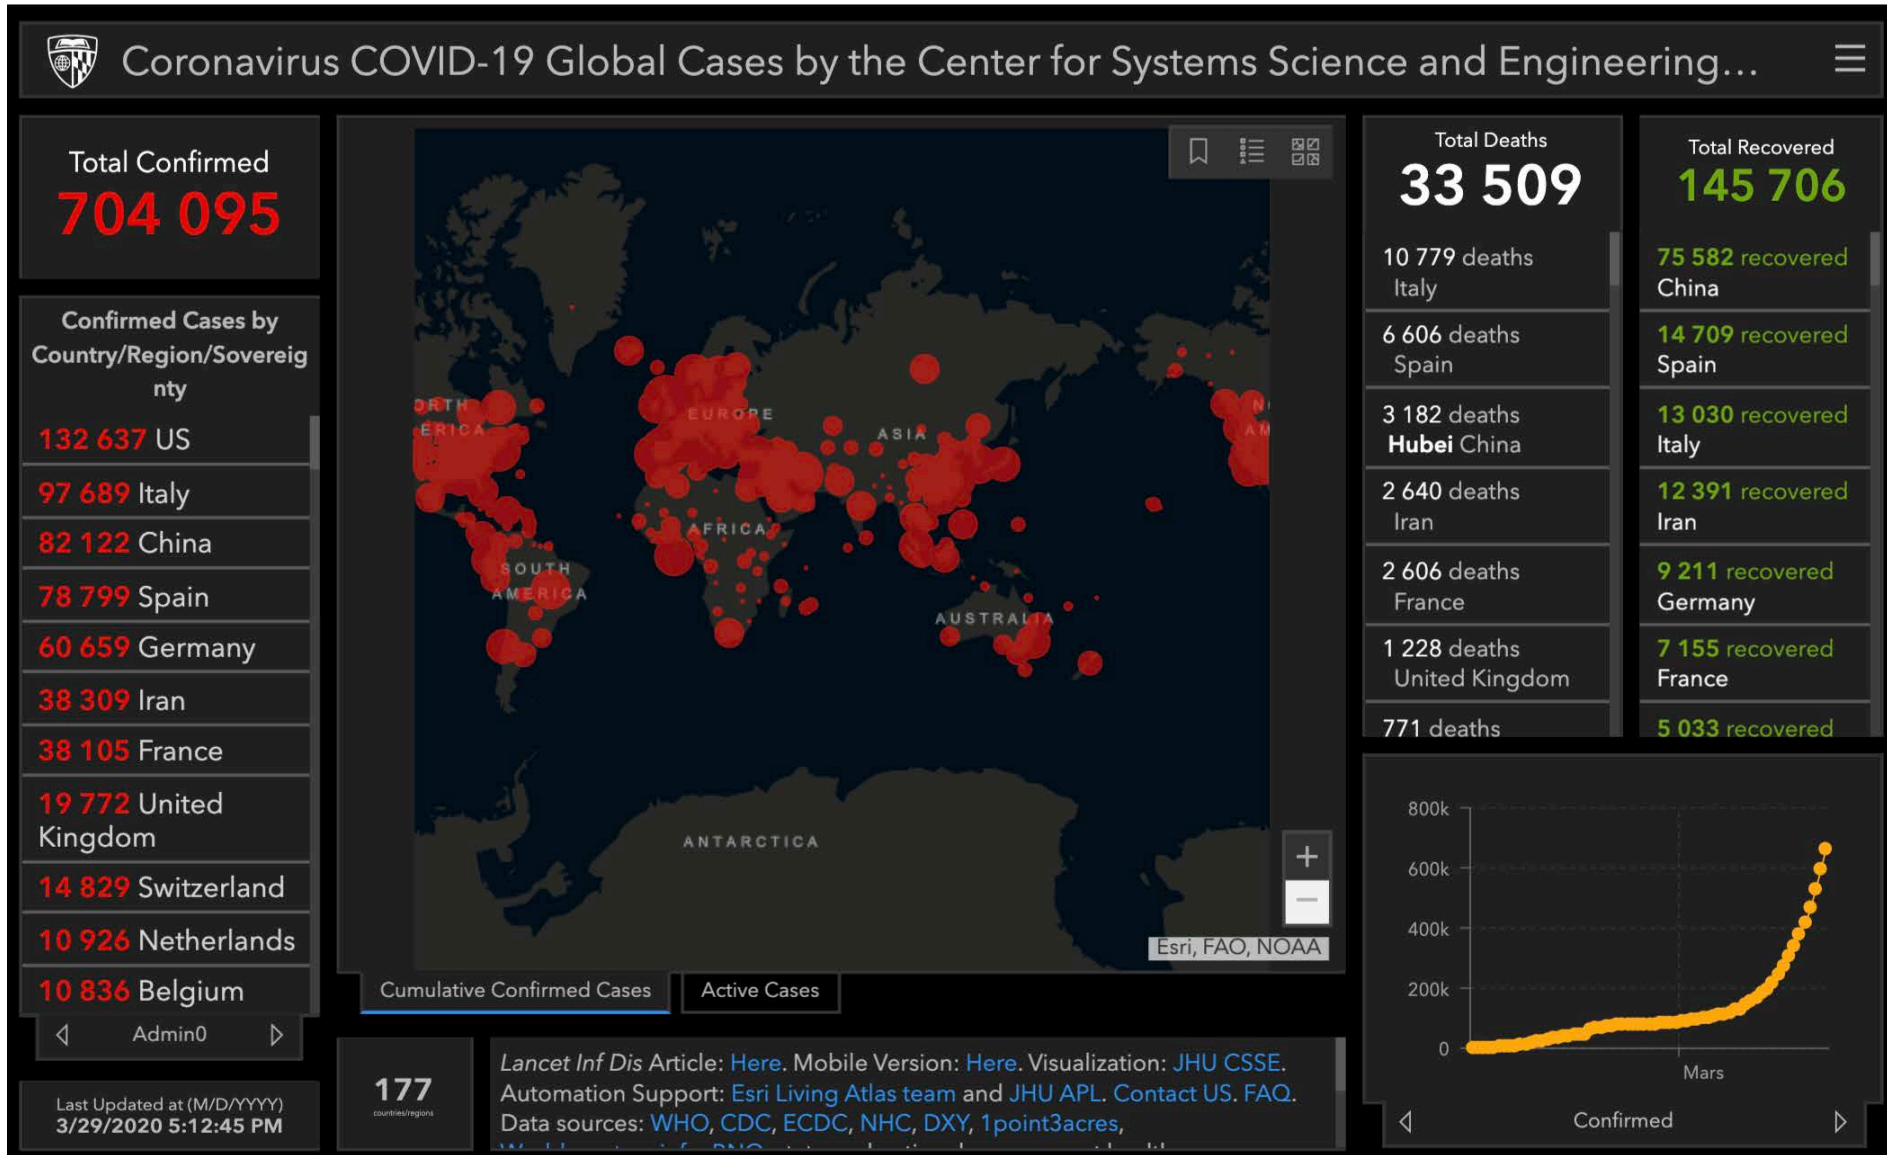 Coronavirus COVID-19 Global Cases by the Center for Systems Science and Engineering...
Total Confirmed
704 095
Confirmed Cases by
Country/Region/Sovereig
nty
132 637 US
97 689 Italy
82 122 China
78 799 Spain
60 659 Germany
38 309 Iran
38 105 France
19 772 United
Kingdom
14 829 Switzerland
10 926 Netherlands
10 836 Belgium
Admin0
Last Updated at (M/D/YYYY)
3/29/2020 5:12:45 PM
ORTH
ERICA
EUROPE
ASIA
N
AM
AFRICA
SOUTH
AMERICA
AUSTRALIA
ANTARCTICA
Esri, FAO, NOAA
Cumulative Confirmed Cases
Active Cases
177
countries/regions
Lancet Inf Dis Article: Here. Mobile Version: Here. Visualization: JHU CSSE.
Automation Support: Esri Living Atlas team and JHU APL. Contact US. FAQ.
Data sources: WHO, CDC, ECDC, NHC, DXY, 1point3acres,
Total Deaths
33 509
10 779 deaths
Italy
6 606 deaths
Spain
3 182 deaths
Hubei China
2 640 deaths
Iran
2 606 deaths
France
1 228 deaths
United Kingdom
771 deaths
Total Recovered
145 706
75 582 recovered
China
14 709 recovered
Spain
13 030 recovered
Italy
12 391 recovered
Iran
9 211 recovered
Germany
7 155 recovered
France
5 033 recovered
800k
600k
400k
200k
0
Mars
Confirmed